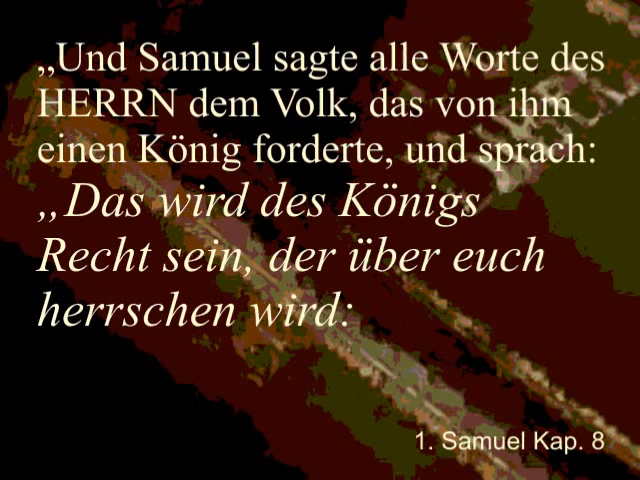 „Und Samuel sagte alle Worte des
HERRN dem Volk, das von ihm
einen König forderte, und sprach:
„Das wird des Königs
Recht sein, der über euch
herrschen wird:
1. Samuel Kap. 8